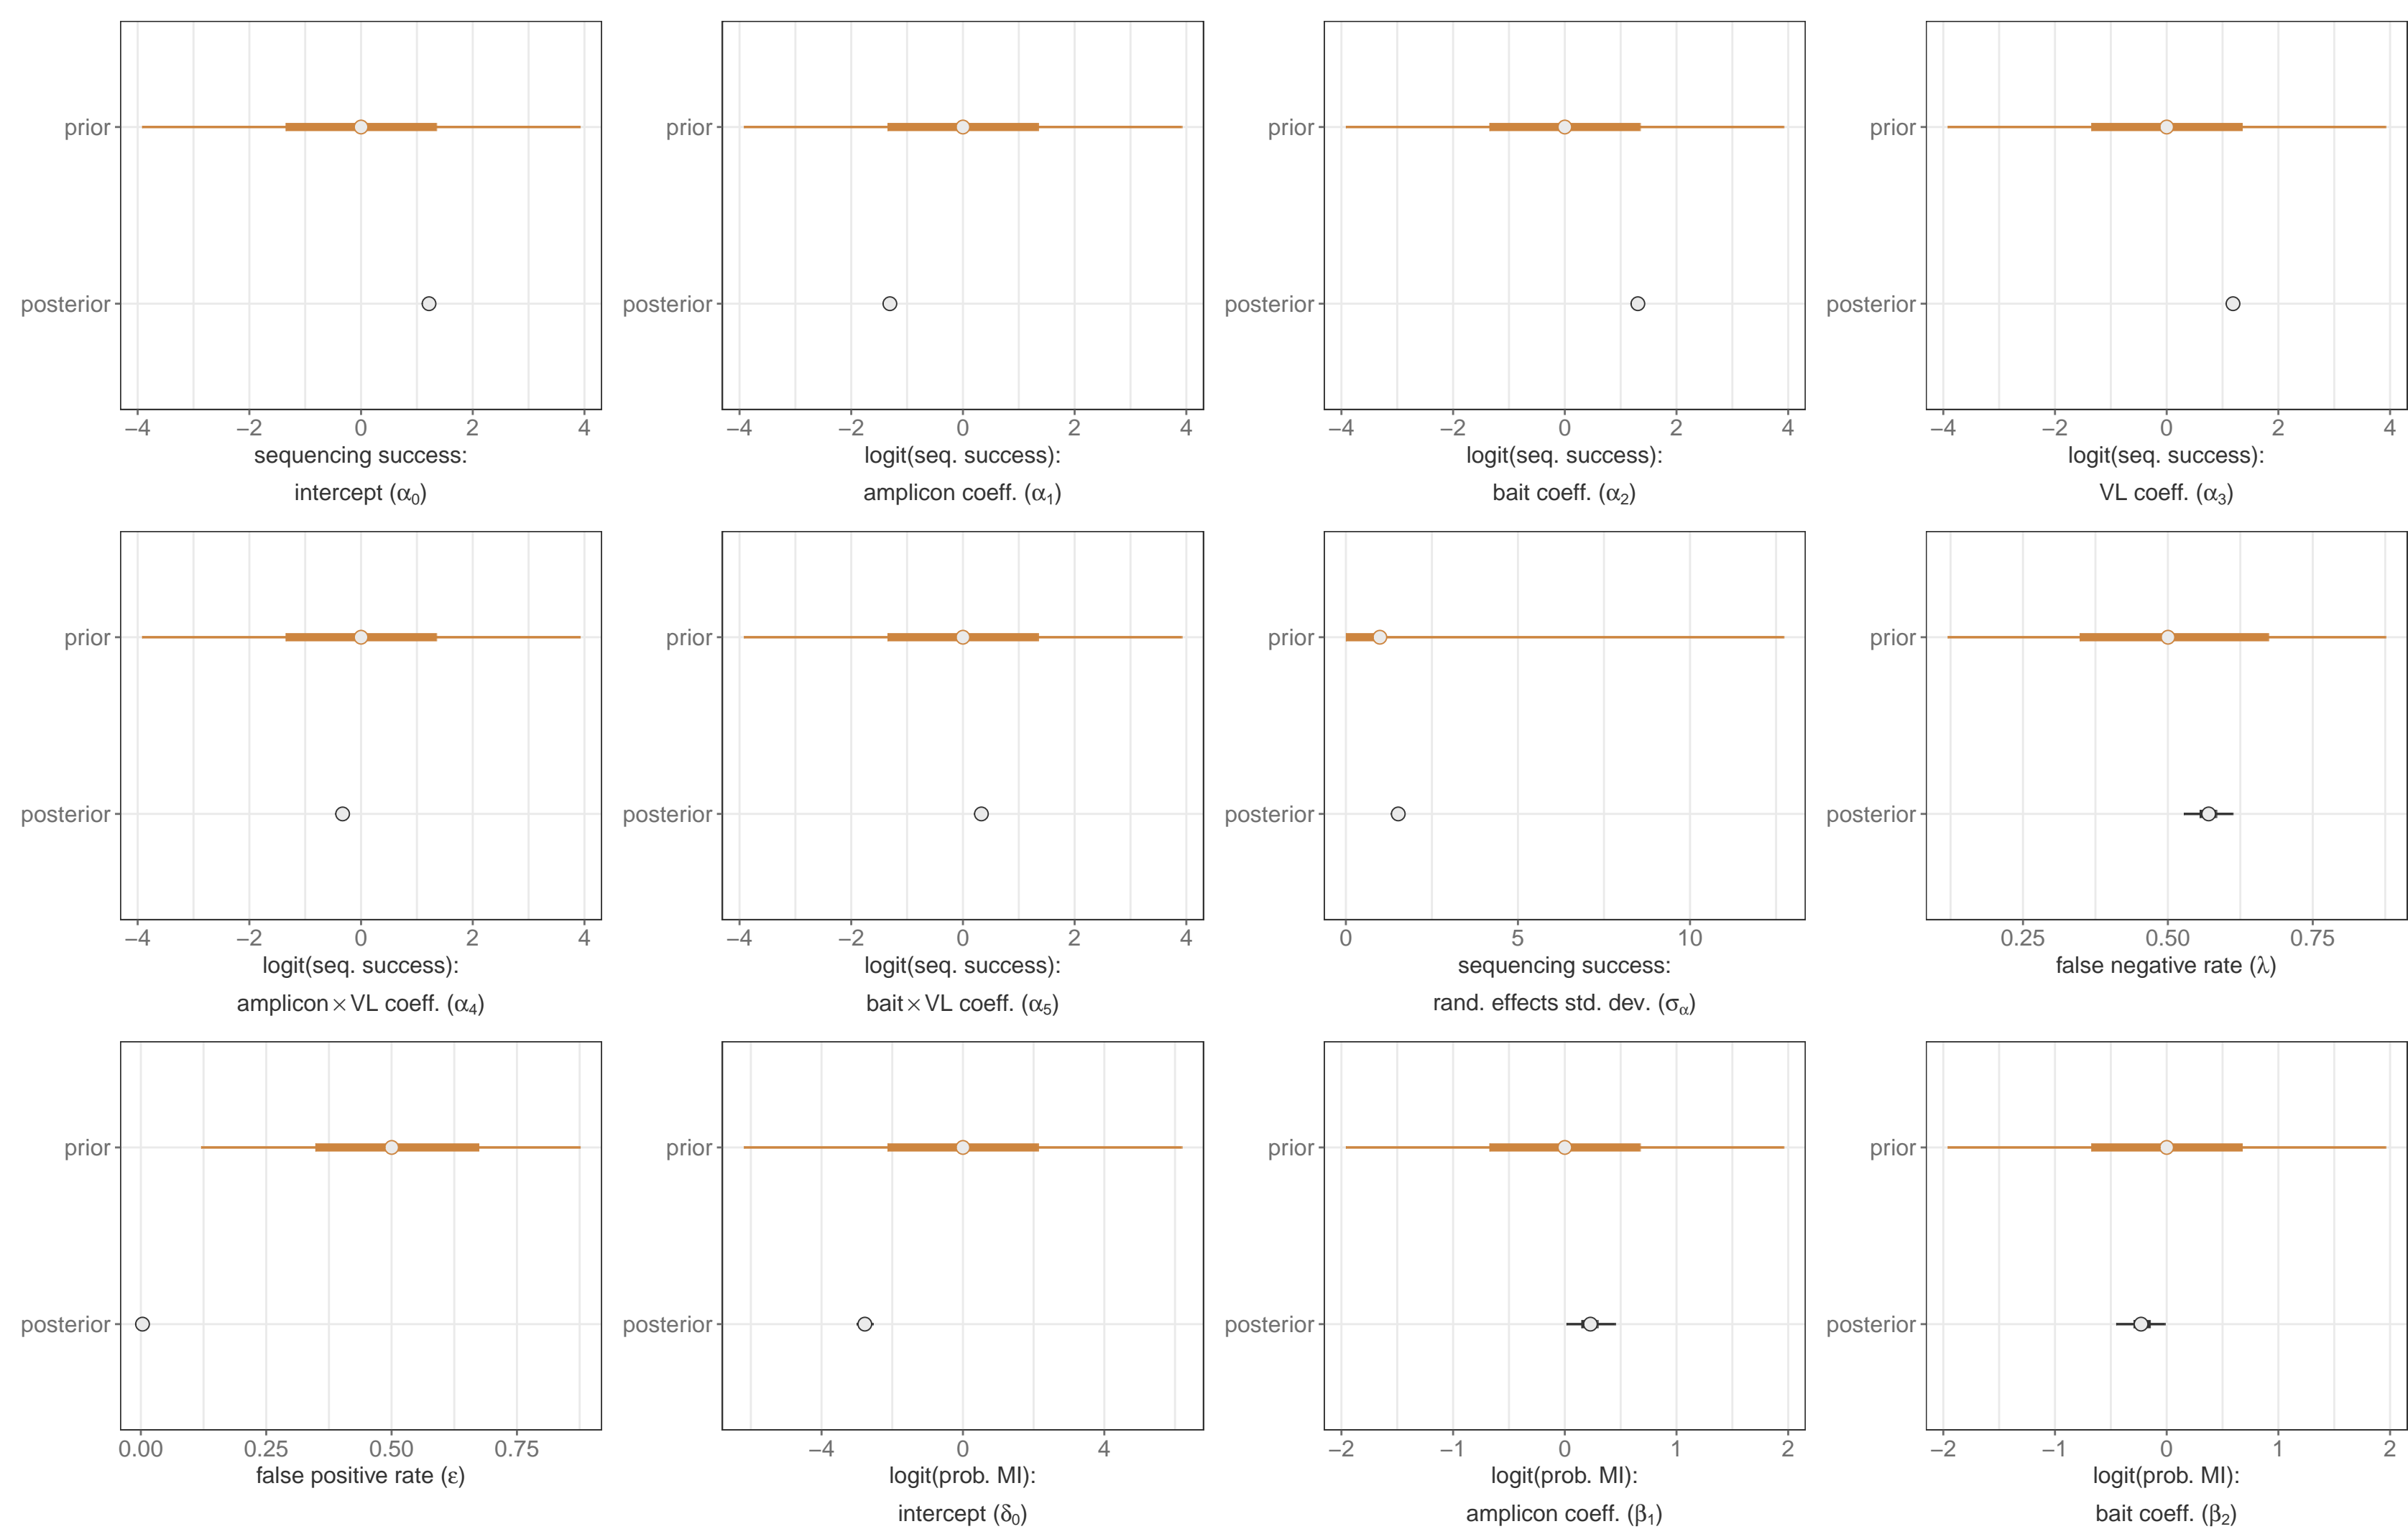 prior
posterior
−4 −2 0 2 4
sequencing success:
intercept (α0)
prior
posterior
−4 −2 0 2 4
logit(seq. success):
amplicon coeff. (α1)
prior
posterior
−4 −2 0 2 4
logit(seq. success):
bait coeff. (α2)
prior
posterior
−4 −2 0 2 4
logit(seq. success):
VL coeff. (α3)
prior
posterior
−4 −2 0 2 4
logit(seq. success):
amplicon × VL coeff. (α4)
prior
posterior
−4 −2 0 2 4
logit(seq. success):
bait × VL coeff. (α5)
prior
posterior
0 5 10
sequencing success:
rand. effects std. dev. (σα)
prior
posterior
0.25 0.50 0.75
false negative rate (λ)
prior
posterior
0.00 0.25 0.50 0.75
false positive rate (ε)
prior
posterior
−4 0 4
logit(prob. MI):
intercept (δ0)
prior
posterior
−2 −1 0 1 2
logit(prob. MI):
amplicon coeff. (β1)
prior
posterior
−2 −1 0 1 2
logit(prob. MI):
bait coeff. (β2)